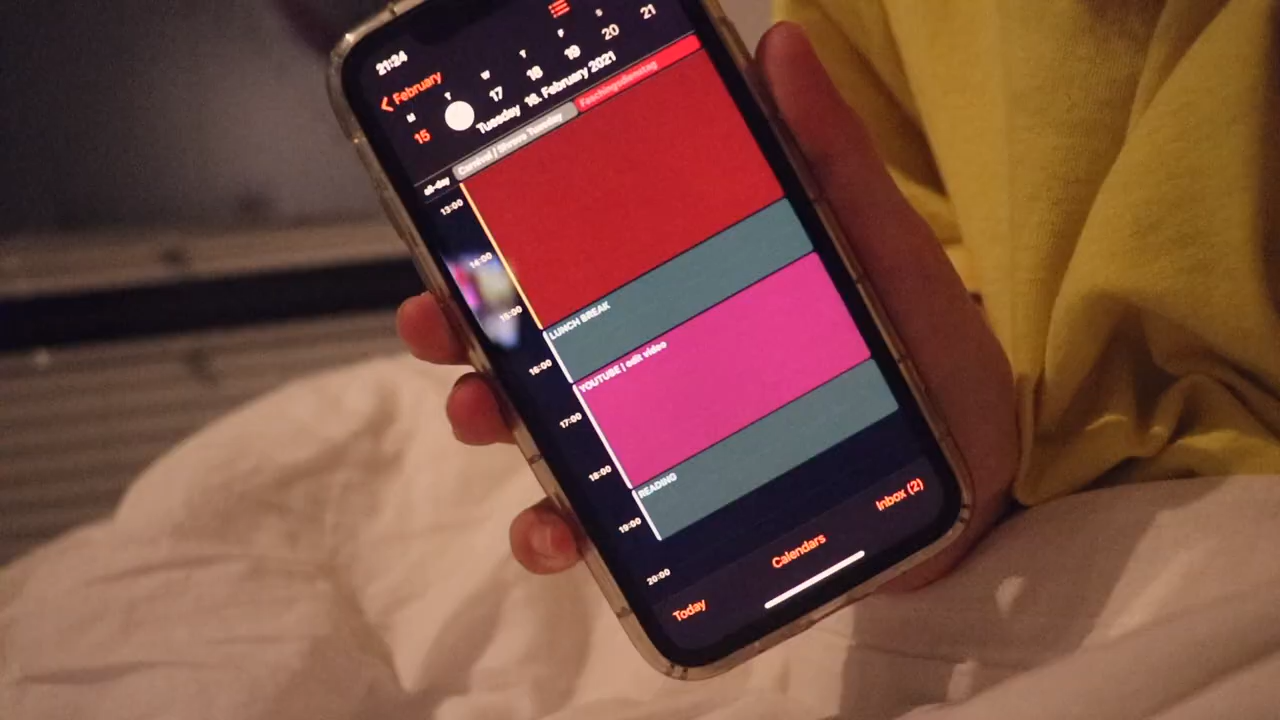 21:24
February
M T W T F S
15 17 18 19 20 21
Tuesday 16. February 2021
all-day Carnival | Shrove Tuesday Faschingsdienstag
13:00
14:00
15:00
LUNCH BREAK
16:00
YOUTUBE | edit video
17:00
18:00
READING
19:00
20:00
Today Calendars Inbox (2)